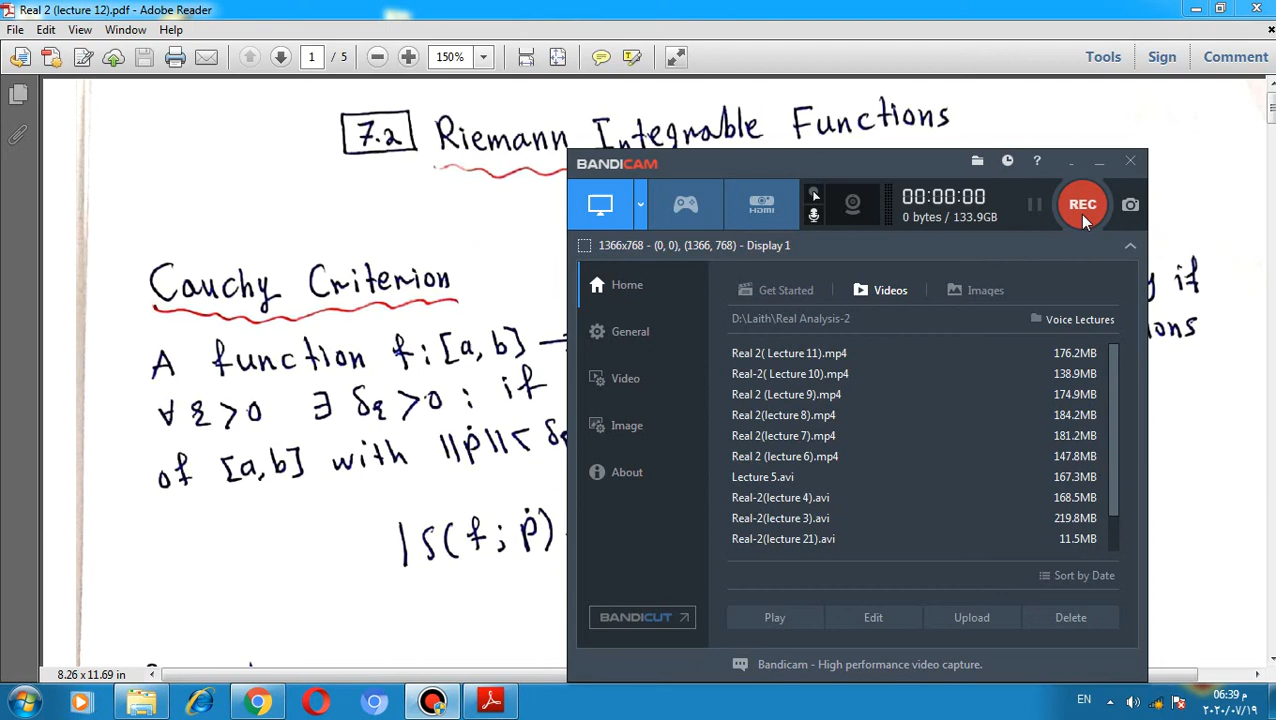 Real 2 (lecture 12).pdf - Adobe Reader
File Edit View Window Help
1 / 5 150% Tools Sign Comment
7.2 Riemann Integrable Functions
Cauchy Criterion
if
A function f : [a, b]
∀ ε > 0 ∃ δε > 0 : if
of [a, b] with ||Ṗ|| < δε
| S( f ; Ṗ)
BANDICAM
HDMI
00:00:00
0 bytes / 133.9GB
REC
1366x768 - (0, 0), (1366, 768) - Display 1
Home
General
Video
Image
About
BANDICUT
Get Started Videos Images
D:\Laith\Real Analysis-2 Voice Lectures
Real 2( Lecture 11).mp4 176.2MB
Real-2( Lecture 10).mp4 138.9MB
Real 2 (Lecture 9).mp4 174.9MB
Real 2(lecture 8).mp4 184.2MB
Real 2(lecture 7).mp4 181.2MB
Real 2 (lecture 6).mp4 147.8MB
Lecture 5.avi 167.3MB
Real-2(lecture 4).avi 168.5MB
Real-2(lecture 3).avi 219.8MB
Real-2(lecture 21).avi 11.5MB
Sort by Date
Play Edit Upload Delete
Bandicam - High performance video capture.
8.26 x 11.69 in
EN
06:39 م
٢٠٢٠/٠٧/١٩